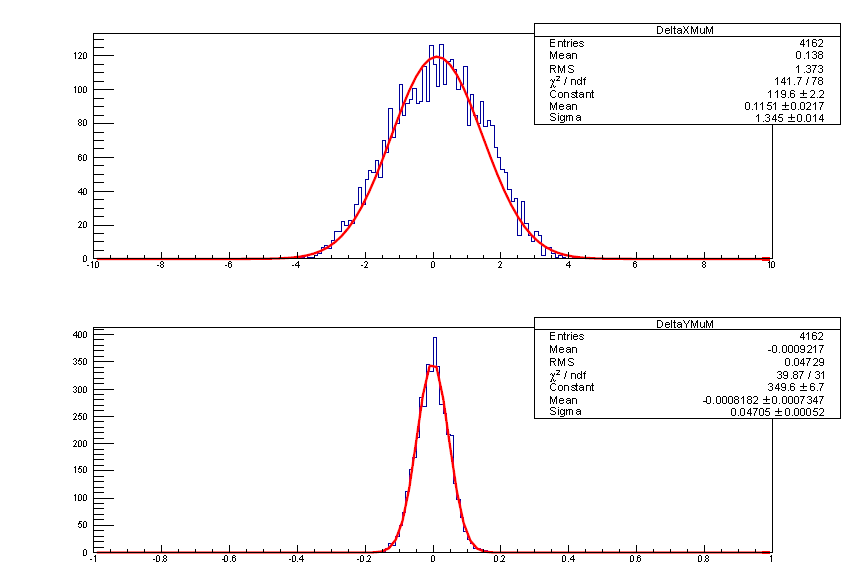 DeltaXMuM
Entries 4162
Mean 0.138
RMS 1.373
χ² / ndf 141.7 / 78
Constant 119.6 ±2.2
Mean 0.1151 ±0.0217
Sigma 1.345 ±0.014
120
100
80
60
40
20
0
-10 -8 -6 -4 -2 0 2 4 6 8 10
DeltaYMuM
Entries 4162
Mean -0.0009217
RMS 0.04729
χ² / ndf 39.87 / 31
Constant 349.6 ±6.7
Mean -0.0008182 ±0.0007347
Sigma 0.04705 ±0.00052
400
350
300
250
200
150
100
50
0
-1 -0.8 -0.6 -0.4 -0.2 0 0.2 0.4 0.6 0.8 1